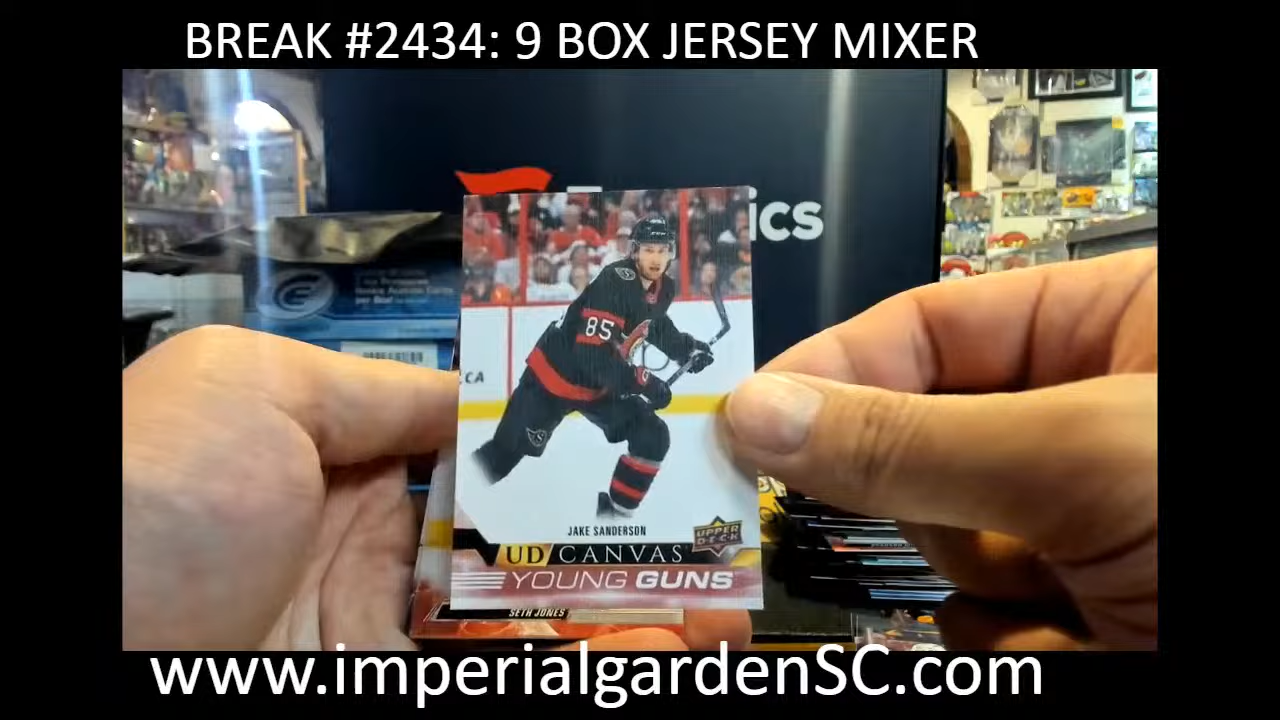 BREAK #2434: 9 BOX JERSEY MIXER
ICS
85
CA
JAKE SANDERSON
UPPER
DECK
UD CANVAS
YOUNG GUNS
SETH JONES
www.imperialgardenSC.com